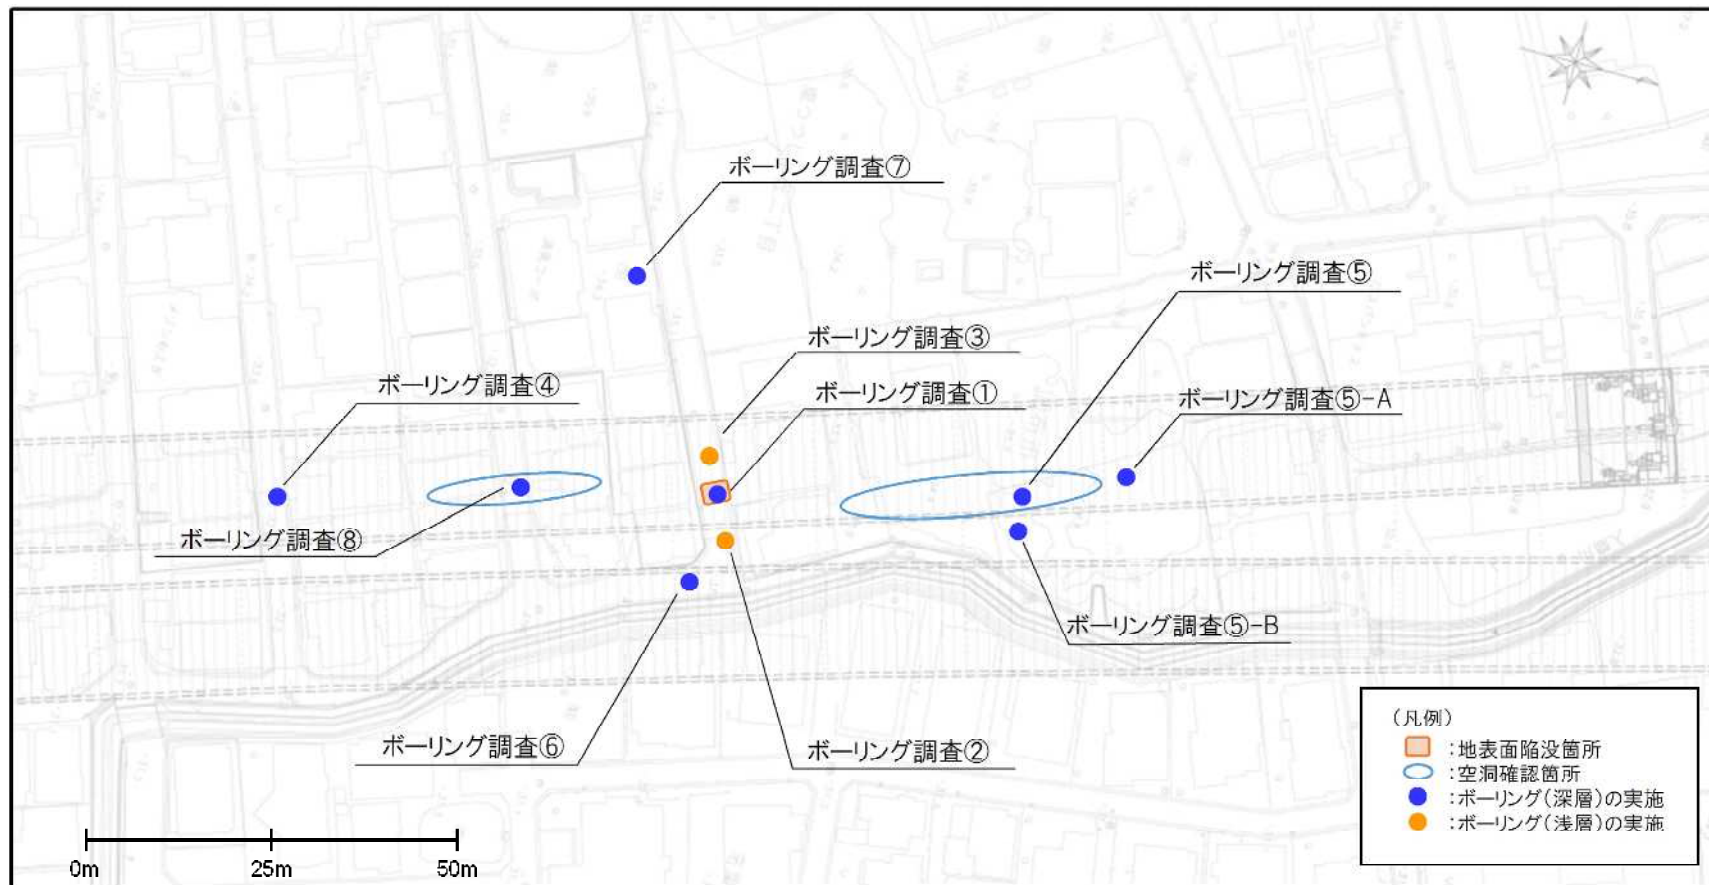 ボーリング調査⑦
ボーリング調査⑤
ボーリング調査③
ボーリング調査④
ボーリング調査①
ボーリング調査⑤-A
ボーリング調査⑧
ボーリング調査⑤-B
ボーリング調査⑥
ボーリング調査②
(凡例)
:地表面陥没箇所
:空洞確認箇所
:ボーリング(深層)の実施
:ボーリング(浅層)の実施
0m 25m 50m